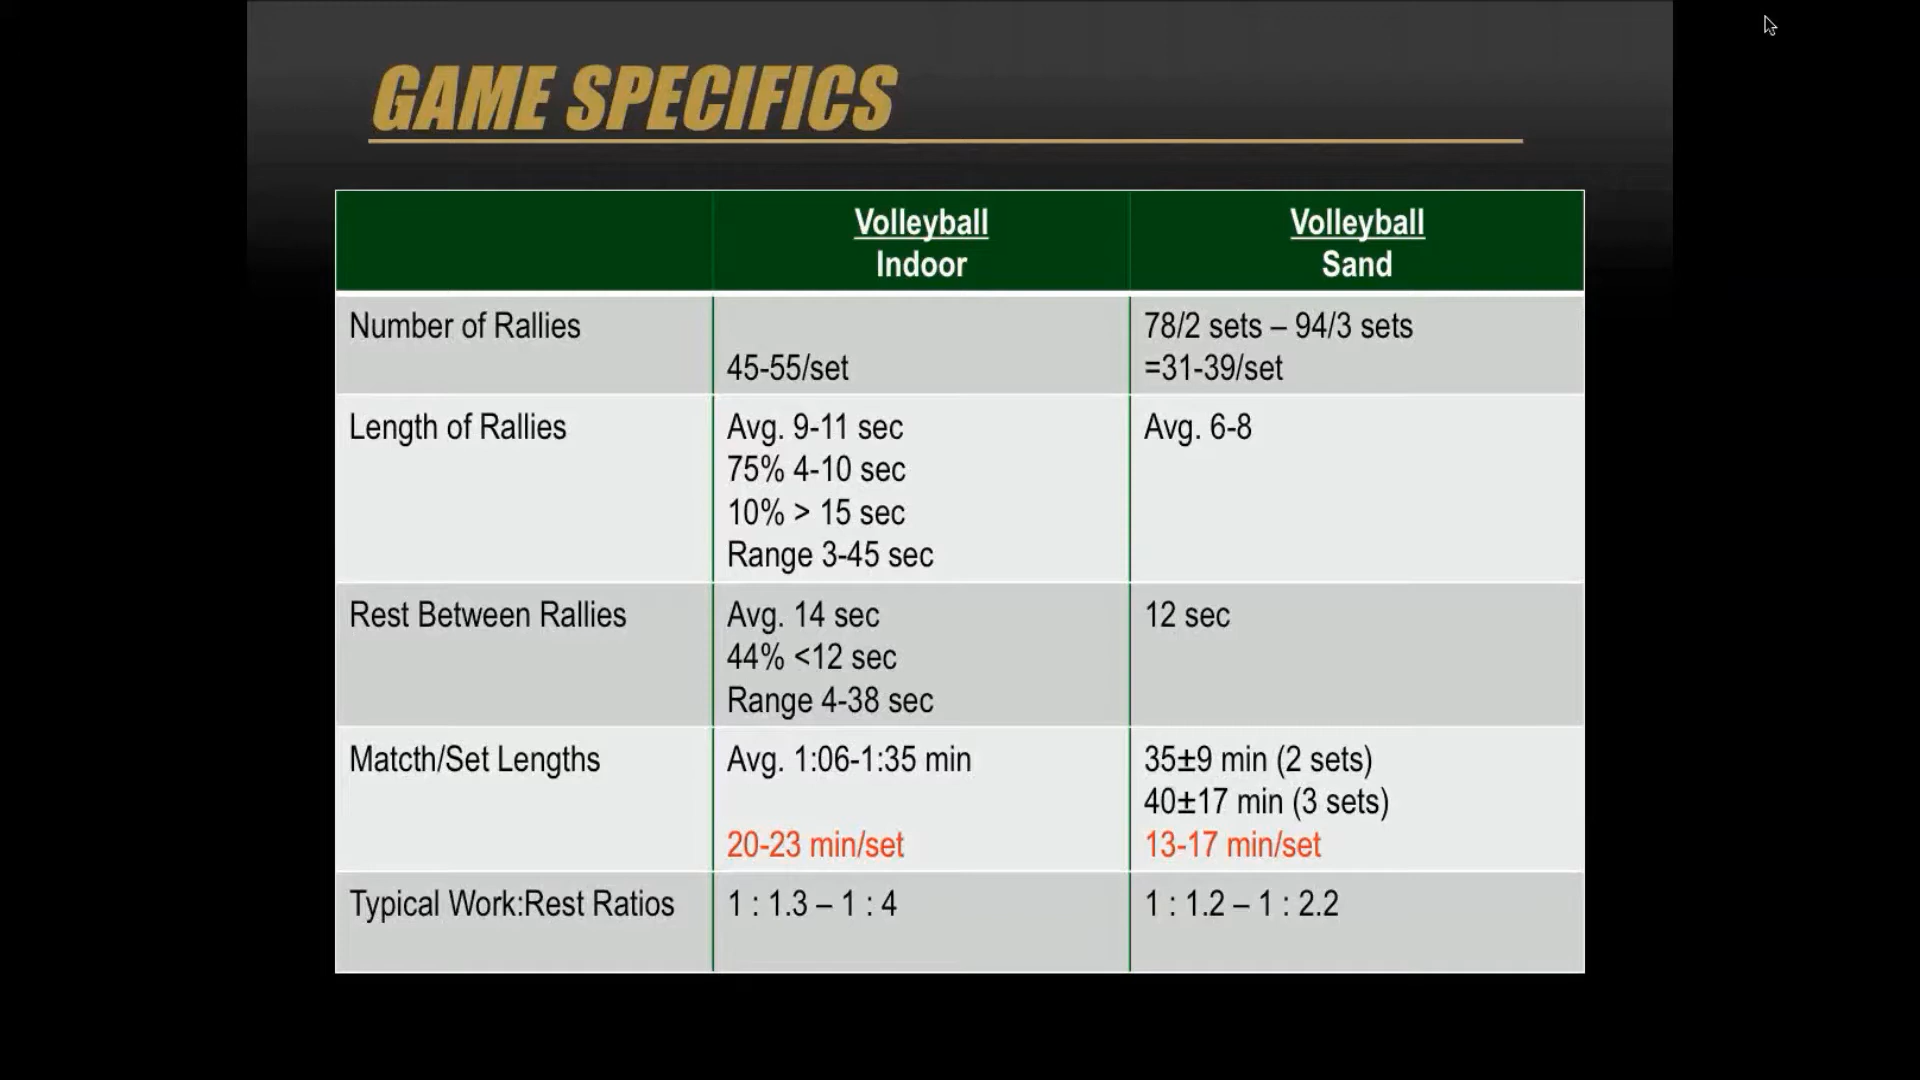 GAME SPECIFICS
Volleyball
Indoor
Volleyball
Sand
Number of Rallies
45-55/set
78/2 sets – 94/3 sets
=31-39/set
Length of Rallies
Avg. 9-11 sec
75% 4-10 sec
10% > 15 sec
Range 3-45 sec
Avg. 6-8
Rest Between Rallies
Avg. 14 sec
44% <12 sec
Range 4-38 sec
12 sec
Matcth/Set Lengths
Avg. 1:06-1:35 min
20-23 min/set
35±9 min (2 sets)
40±17 min (3 sets)
13-17 min/set
Typical Work:Rest Ratios
1 : 1.3 – 1 : 4
1 : 1.2 – 1 : 2.2